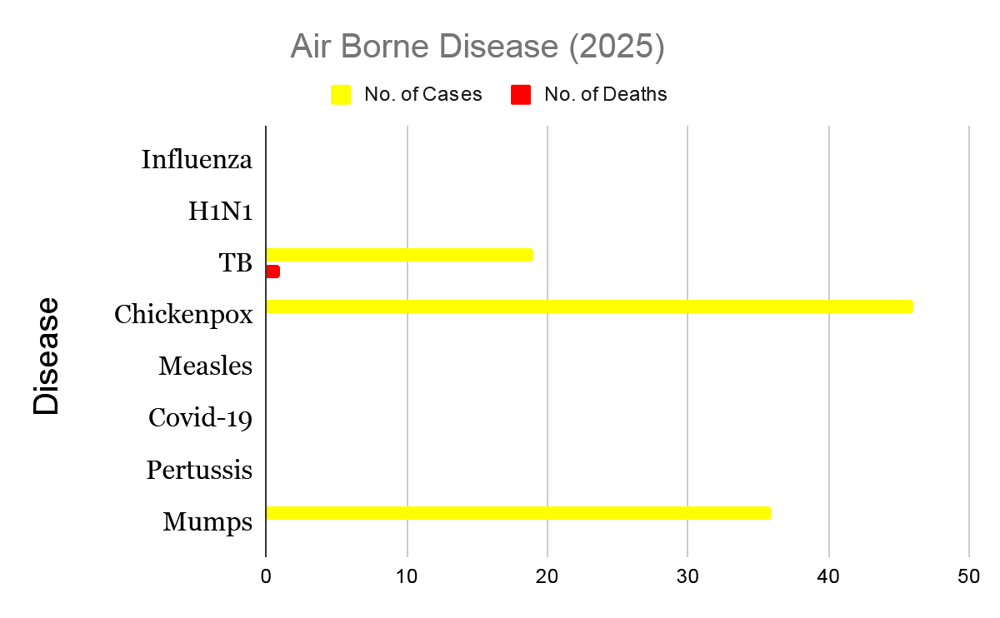 Air Borne Disease (2025)
No. of Cases No. of Deaths
Influenza
H1N1
TB
Chickenpox
Measles
Covid-19
Pertussis
Mumps
Disease
0 10 20 30 40 50